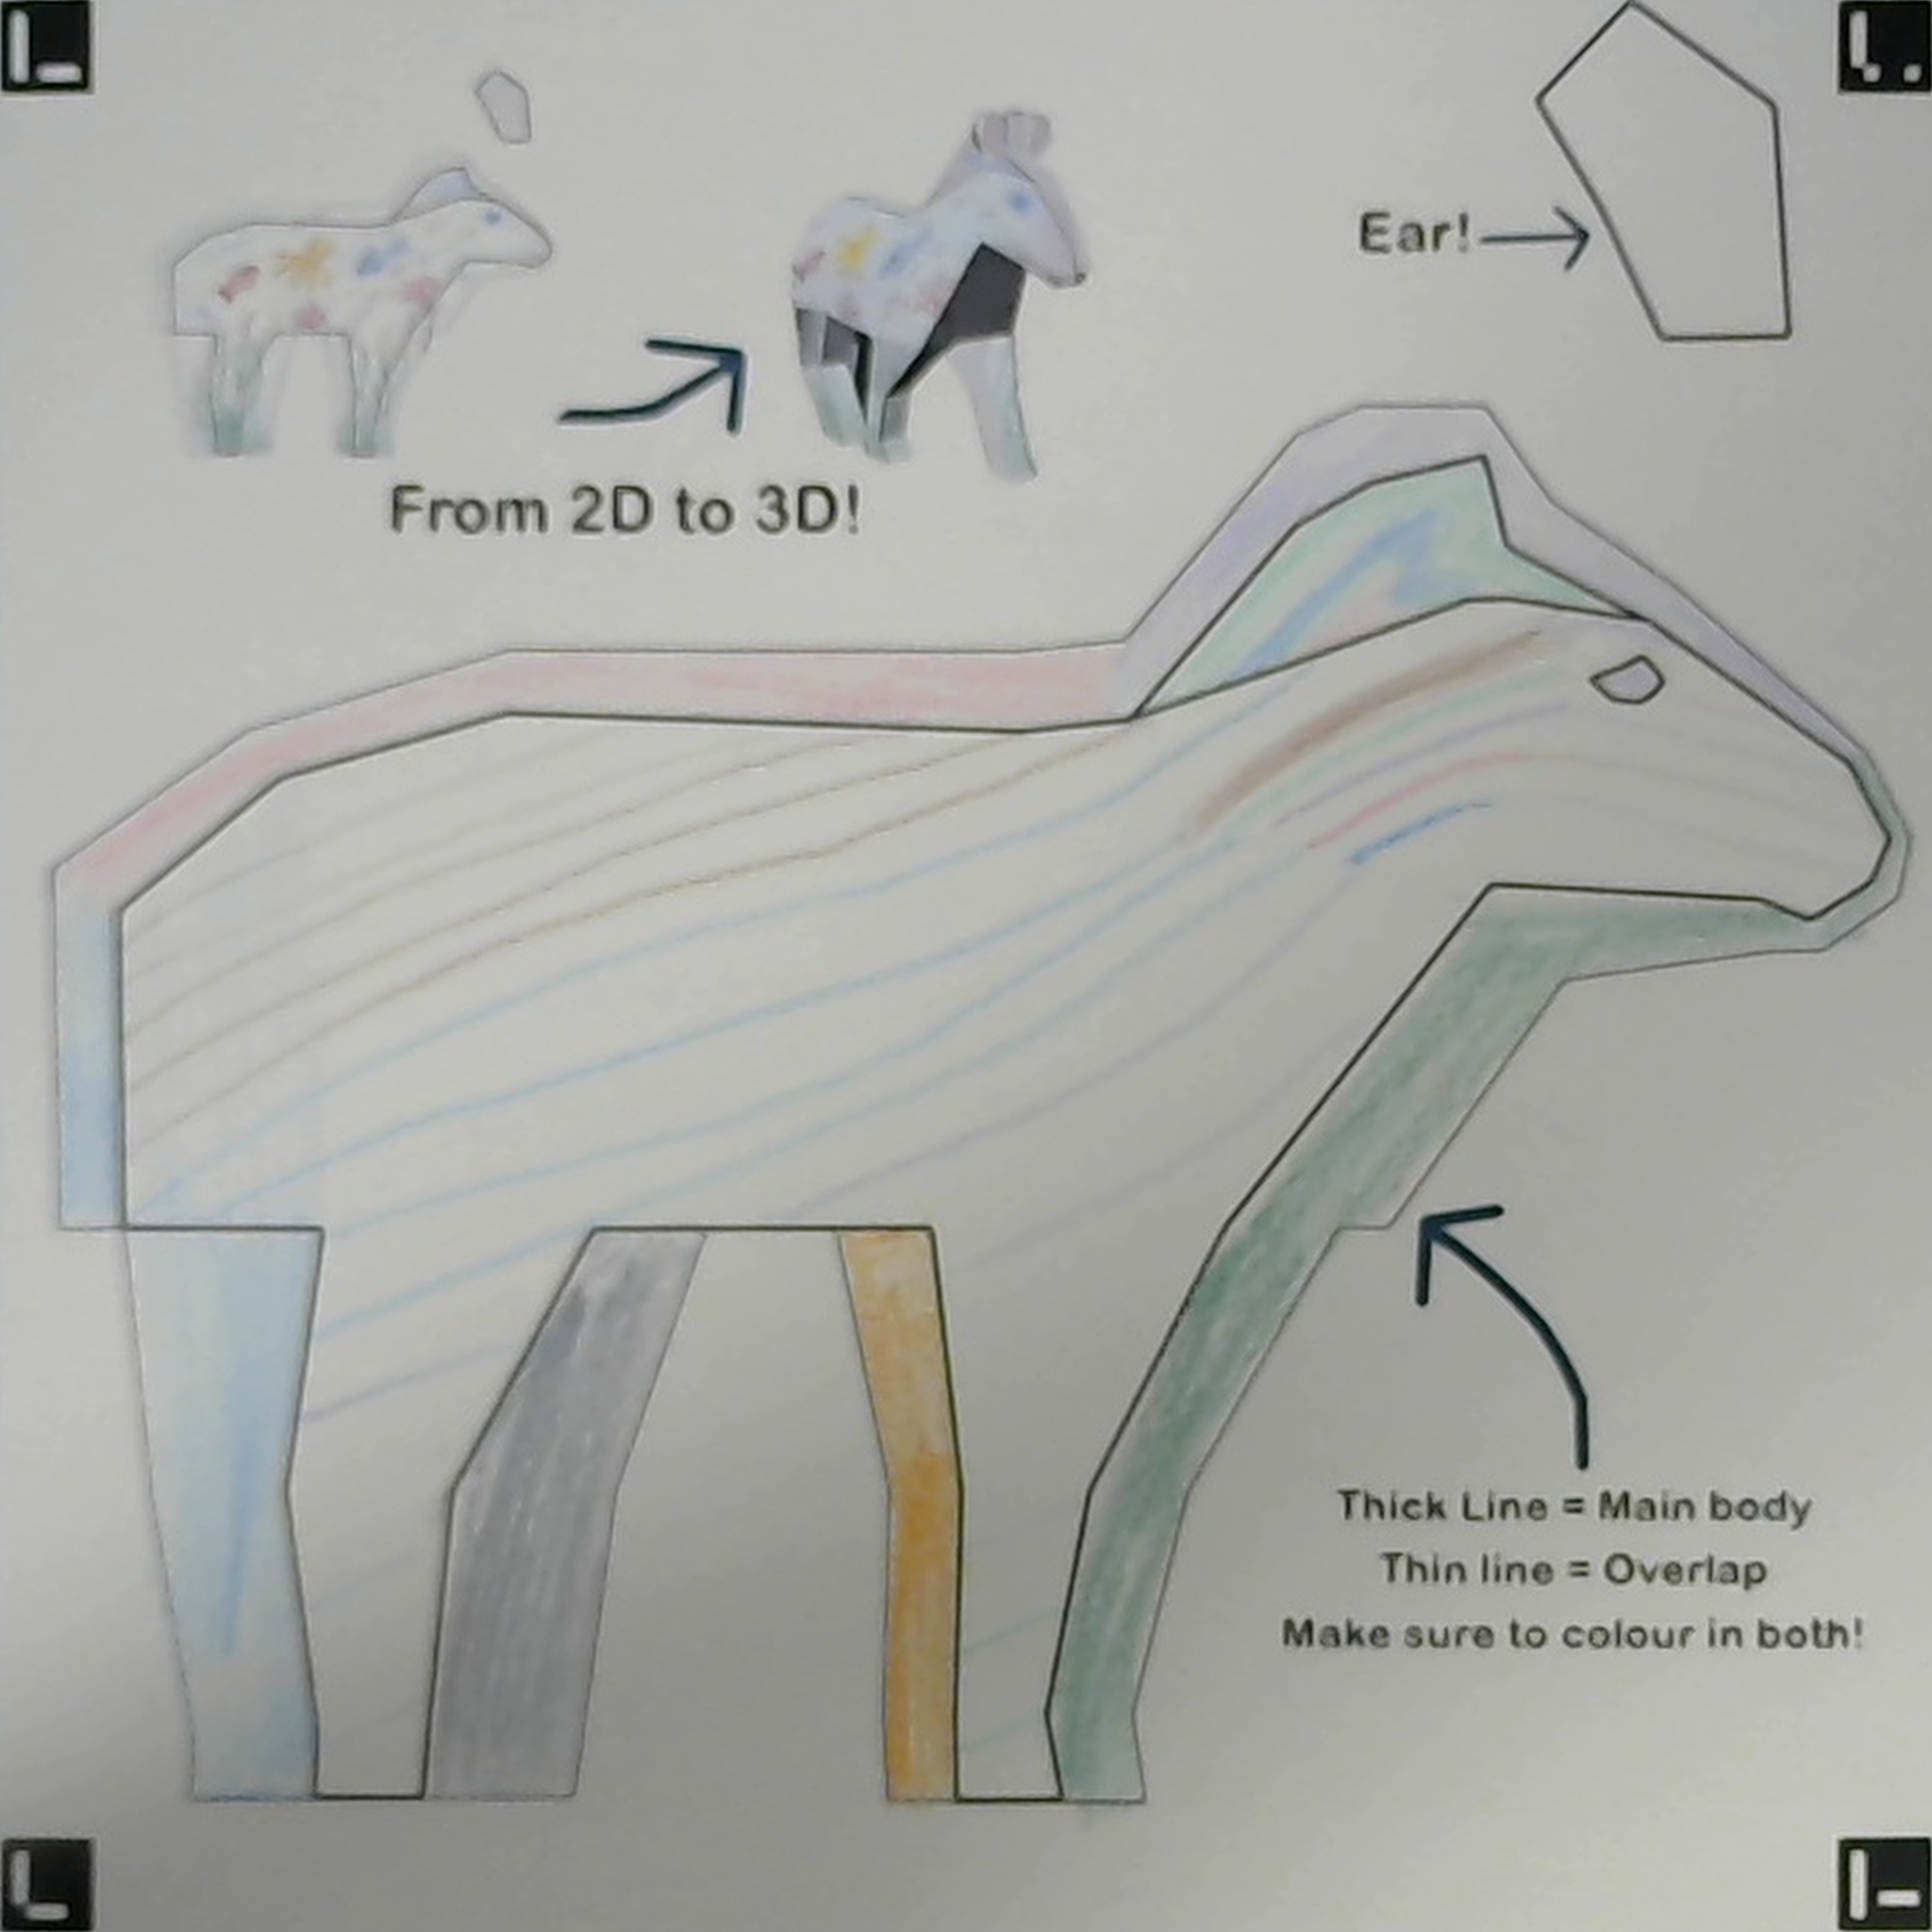 Ear!
From 2D to 3D!
Thick Line = Main body
Thin line = Overlap
Make sure to colour in both!